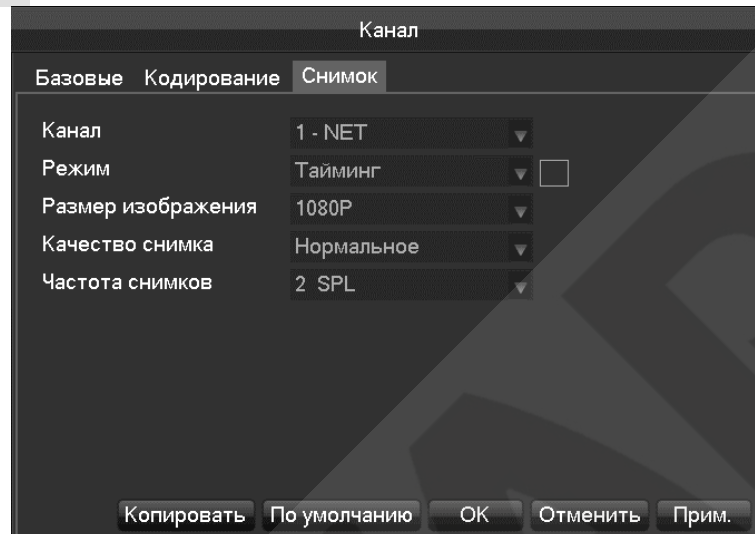 Канал
Базовые Кодирование Снимок
Канал 1 - NET
Режим Тайминг
Размер изображения 1080P
Качество снимка Нормальное
Частота снимков 2 SPL
Копировать По умолчанию OK Отменить Прим.